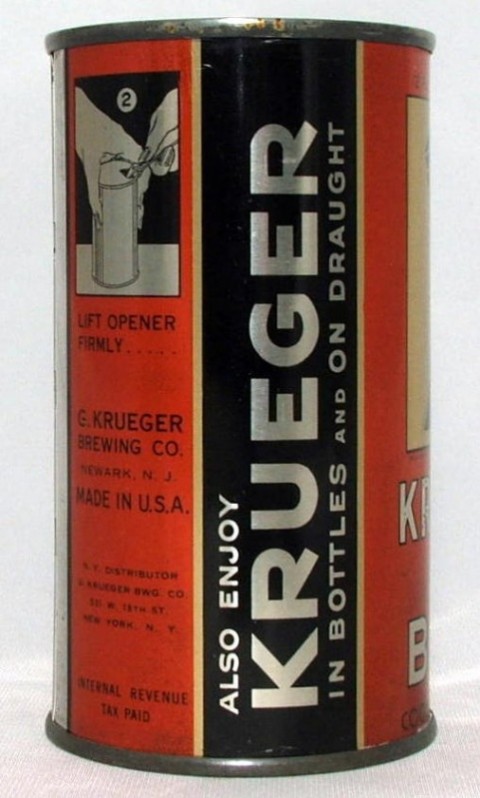 2
LIFT OPENER
FIRMLY.....
G. KRUEGER
BREWING CO.
NEWARK, N. J.
MADE IN U.S.A.
N.Y. DISTRIBUTOR
G. KRUEGER BWG. CO.
NEW YORK, N. Y.
INTERNAL REVENUE
TAX PAID
ALSO ENJOY
KRUEGER
IN BOTTLES AND ON DRAUGHT
KR
B
CO